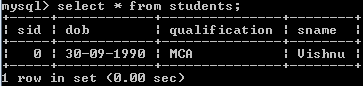 mysql> select * from students;
+-----+------------+---------------+--------+
| sid | dob        | qualification | sname  |
+-----+------------+---------------+--------+
|   0 | 30-09-1990 | MCA           | Vishnu |
+-----+------------+---------------+--------+
1 row in set (0.00 sec)